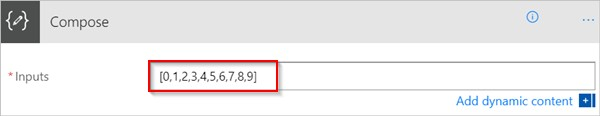 Compose
* Inputs
[0,1,2,3,4,5,6,7,8,9]
Add dynamic content